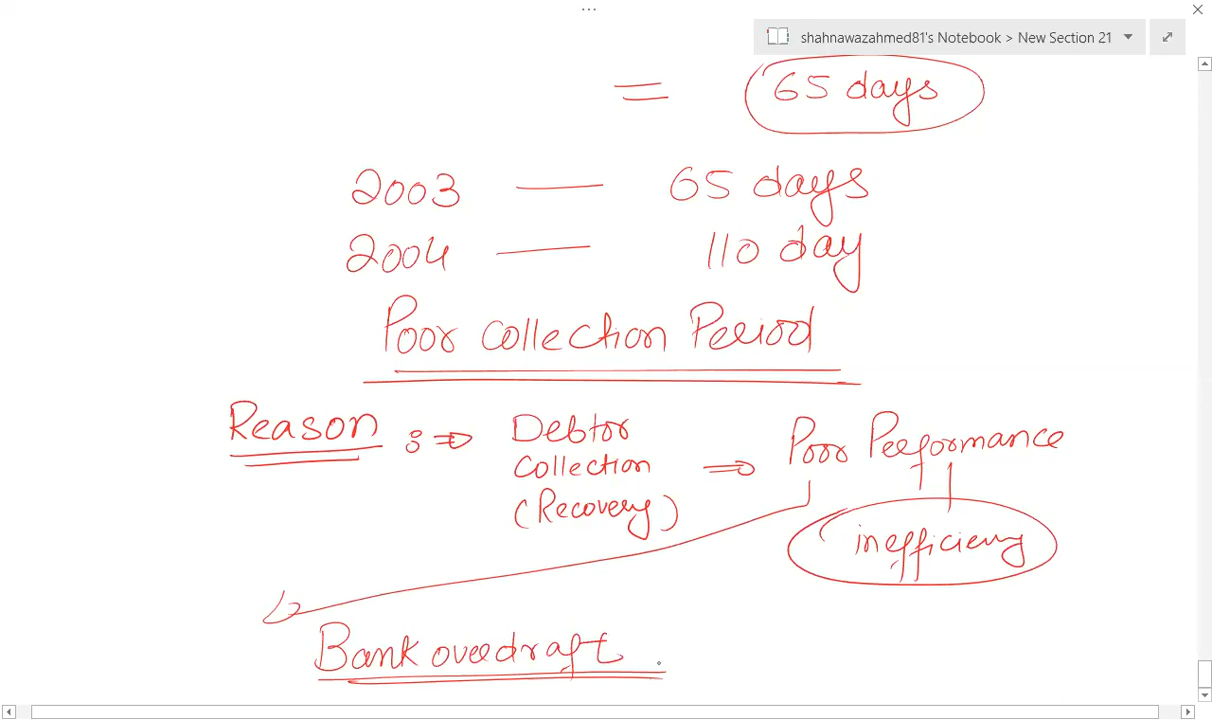 shahnawazahmed81's Notebook > New Section 21
= 65 days
2003 — 65 days
2004 — 110 day
Poor Collection Period
Reason :⇒ Debtor Collection (Recovery) ⇒ Poor Performance
inefficiency
Bank overdraft.